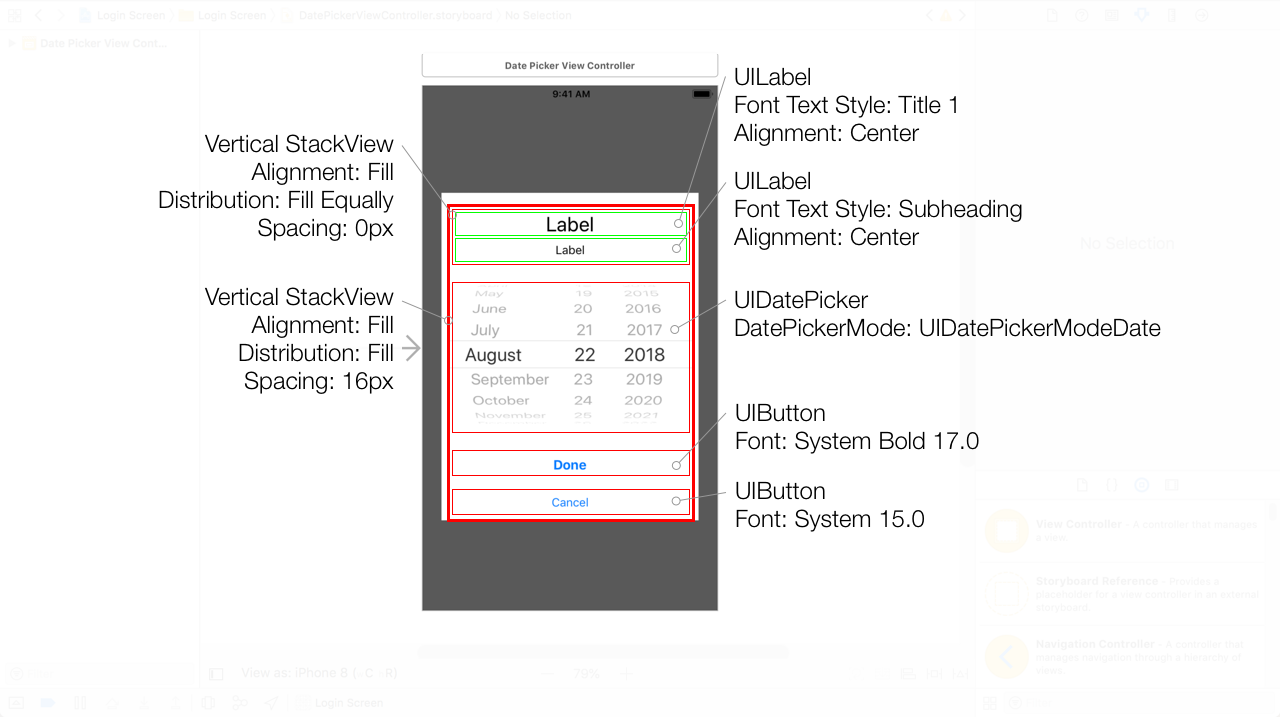 Login Screen
Login Screen
DatePickerViewController.storyboard
No Selection
Date Picker View Cont...
Date Picker View Controller
9:41 AM
UILabel
Font Text Style: Title 1
Alignment: Center
Vertical StackView
Alignment: Fill
Distribution: Fill Equally
Spacing: 0px
UILabel
Font Text Style: Subheading
Alignment: Center
Label
Label
No Selection
Vertical StackView
Alignment: Fill
Distribution: Fill
Spacing: 16px
May 19 2015
June 20 2016
July 21 2017
August 22 2018
September 23 2019
October 24 2020
November 25 2021
UIDatePicker
DatePickerMode: UIDatePickerModeDate
UIButton
Font: System Bold 17.0
Done
UIButton
Font: System 15.0
Cancel
View Controller - A controller that manages
a view
Storyboard Reference - Provides a
placeholder for a view controller in an external
storyboard
Navigation Controller - A controller that
manages navigation through a hierarchy of
views
View as: iPhone 8 (wC hR)
79%
Login Screen